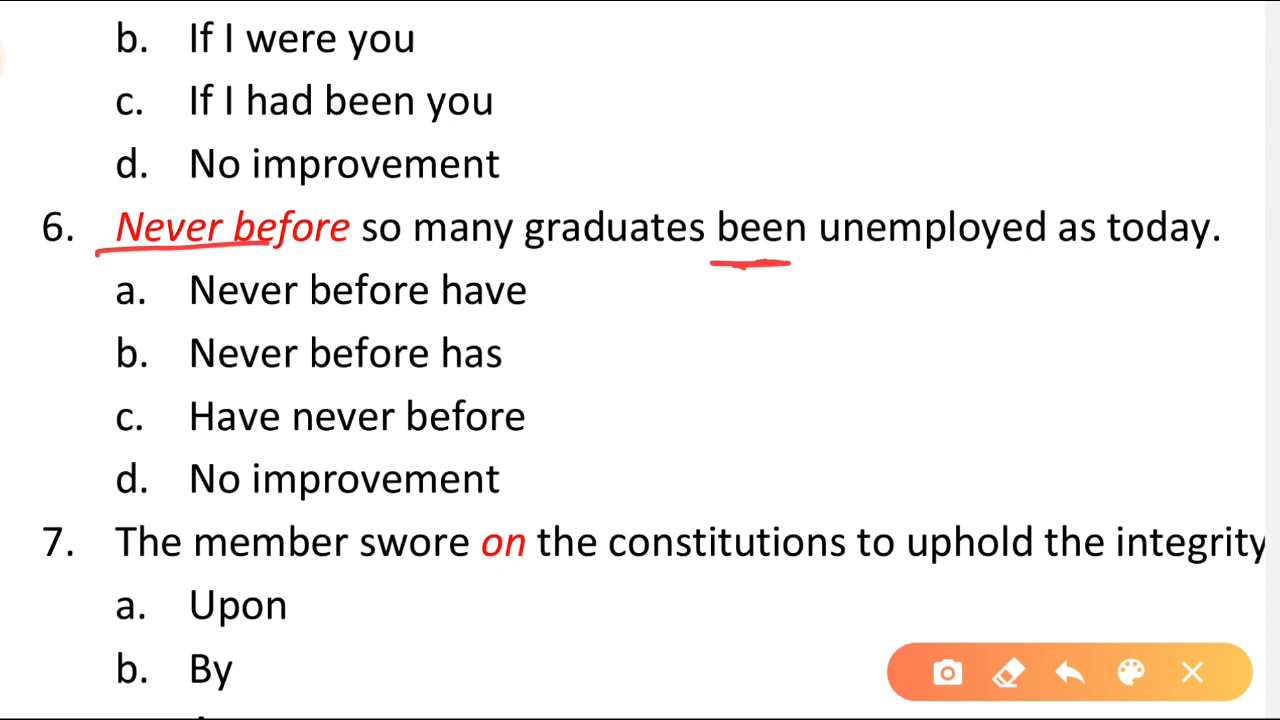 b. If I were you
c. If I had been you
d. No improvement
6. Never before so many graduates been unemployed as today.
a. Never before have
b. Never before has
c. Have never before
d. No improvement
7. The member swore on the constitutions to uphold the integrity
a. Upon
b. By